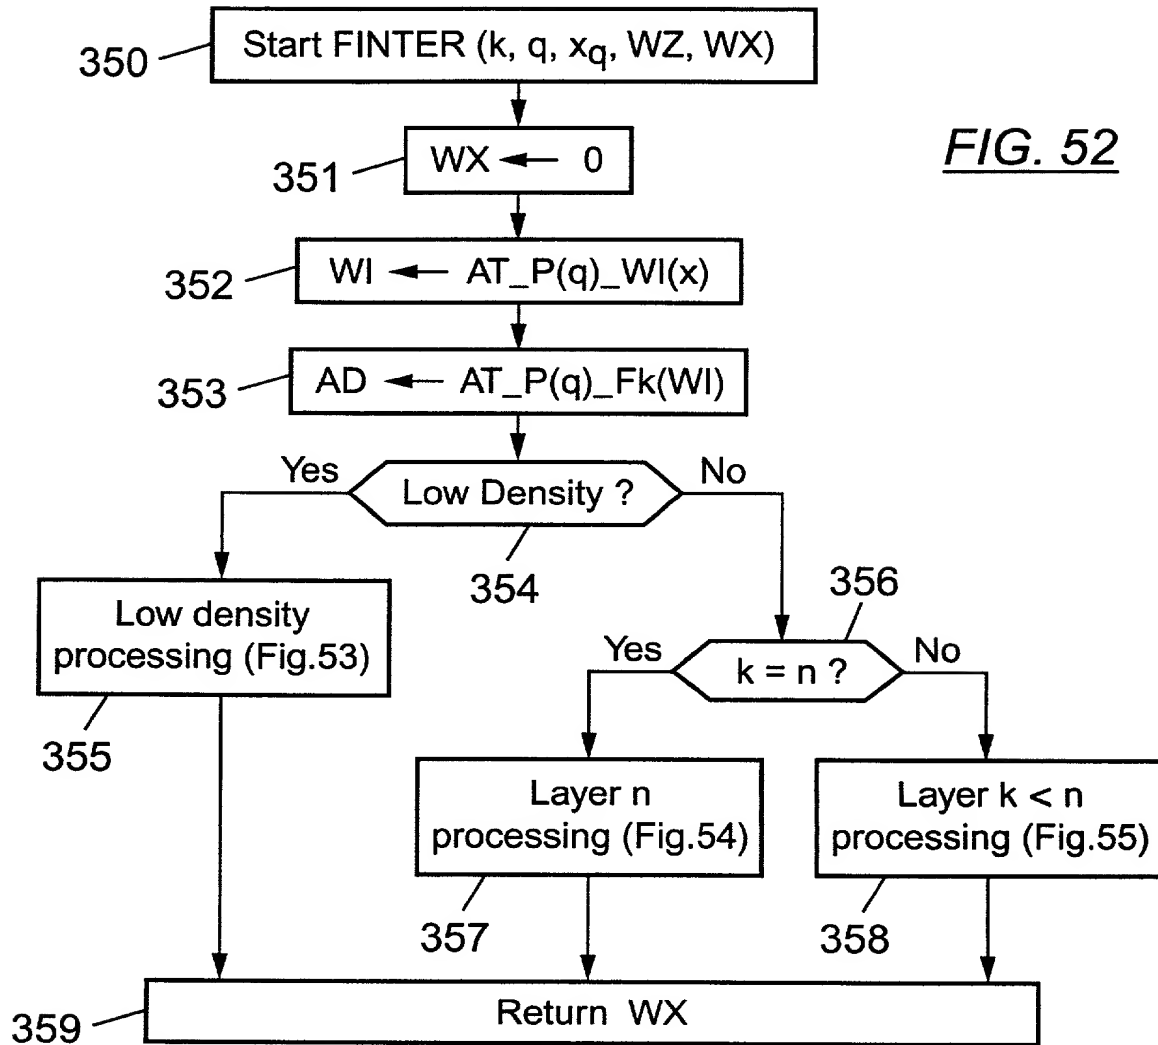 350
Start FINTER (k, q, xq, WZ, WX)
FIG. 52
351
WX ← 0
352
WI ← AT_P(q)_WI(x)
353
AD ← AT_P(q)_Fk(WI)
Yes
Low Density ?
No
354
356
Low density
processing (Fig.53)
355
Yes
k = n ?
No
Layer n
processing (Fig.54)
357
Layer k < n
processing (Fig.55)
358
359
Return WX